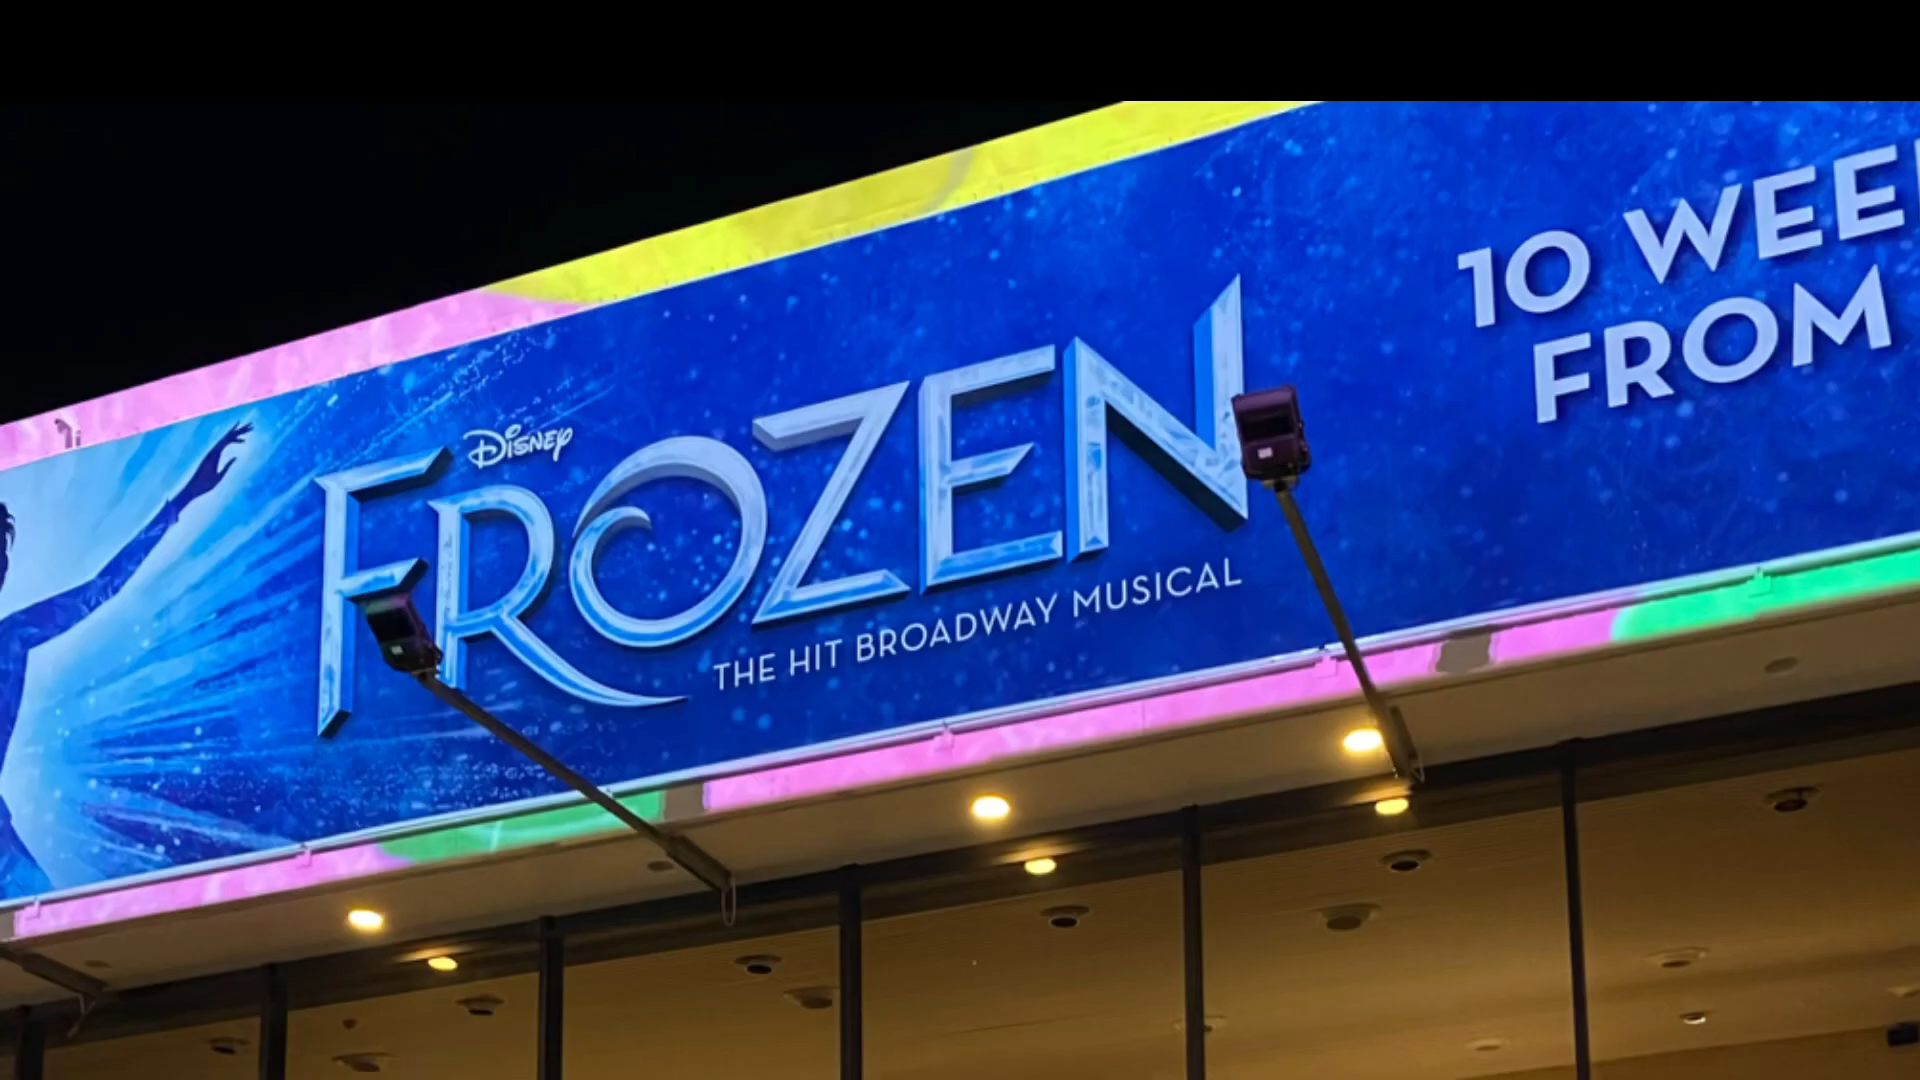 Disney
FROZEN
THE HIT BROADWAY MUSICAL
10 WEE
FROM